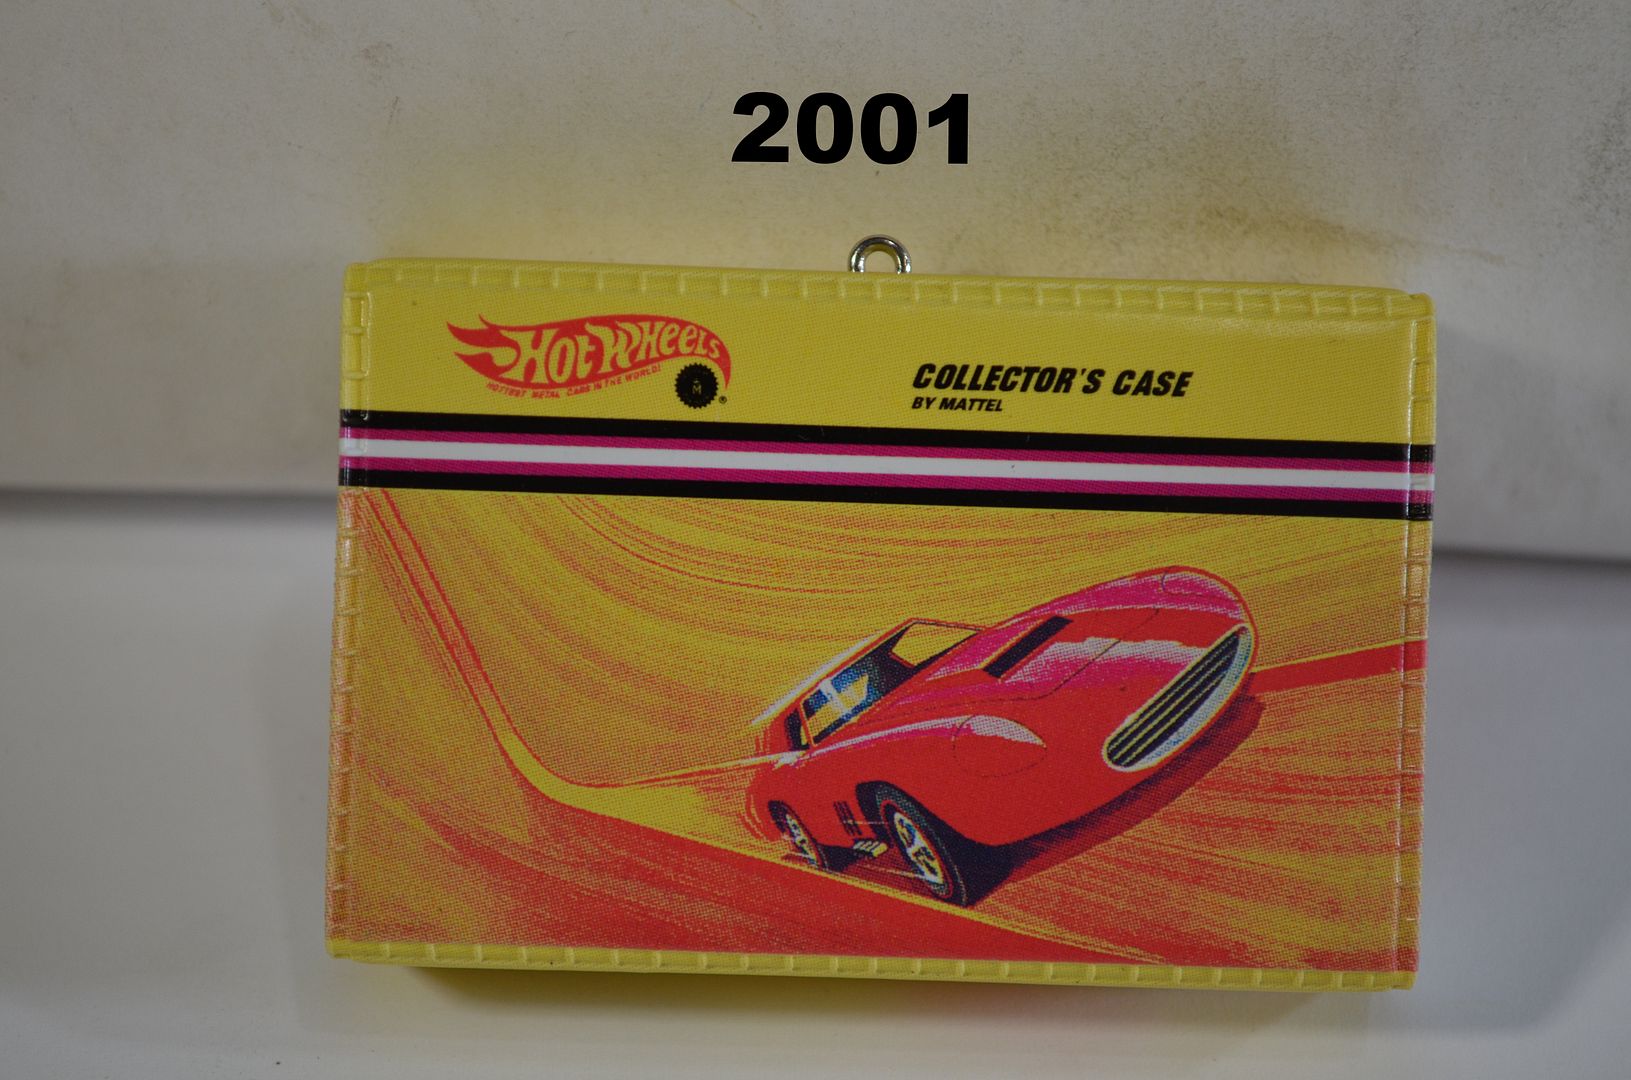 2001
HOT WHEELS
HOTTEST METAL CARS IN THE WORLD!
M
®
COLLECTOR'S CASE
BY MATTEL